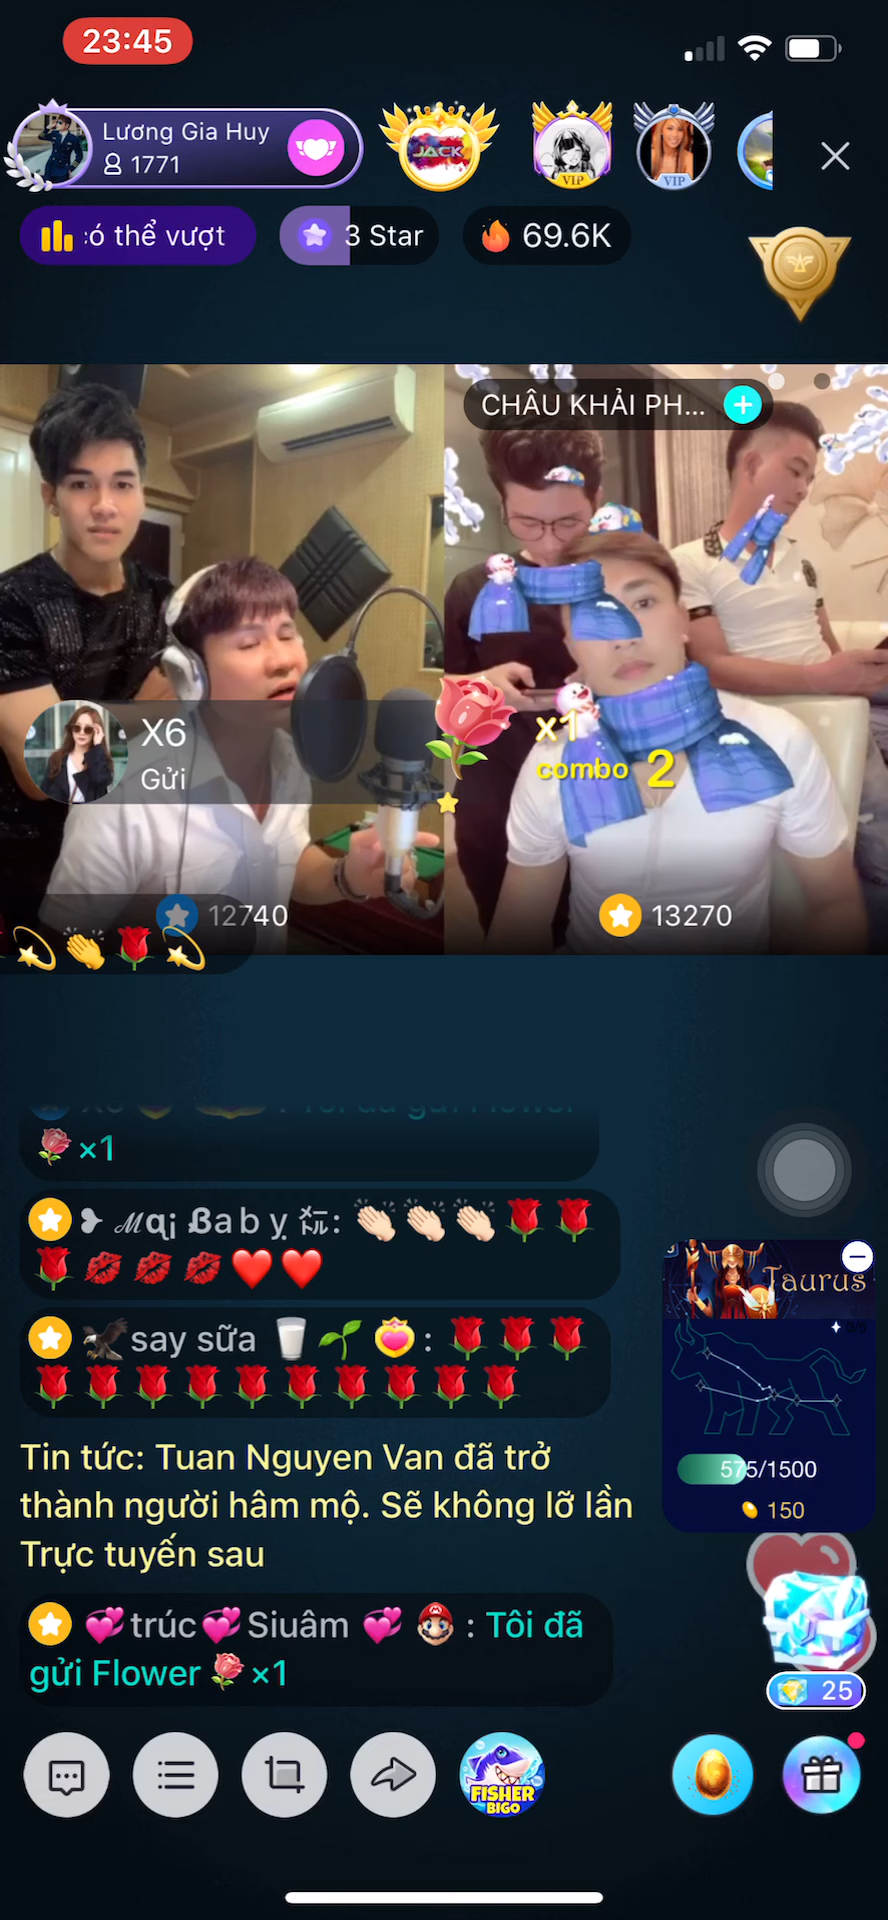 23:45
Lương Gia Huy
1771
JACK
VIP
VIP
có thể vượt
3 Star
69.6K
CHÂU KHẢI PH...
X6
Gửi
x1
combo 2
12740
13270
×1
say sữa :
Taurus
575/1500
150
Tin tức: Tuan Nguyen Van đã trở
thành người hâm mộ. Sẽ không lỡ lần
Trực tuyến sau
trúc Siuâm : Tôi đã
gửi Flower ×1
25
FISHER
BIGO